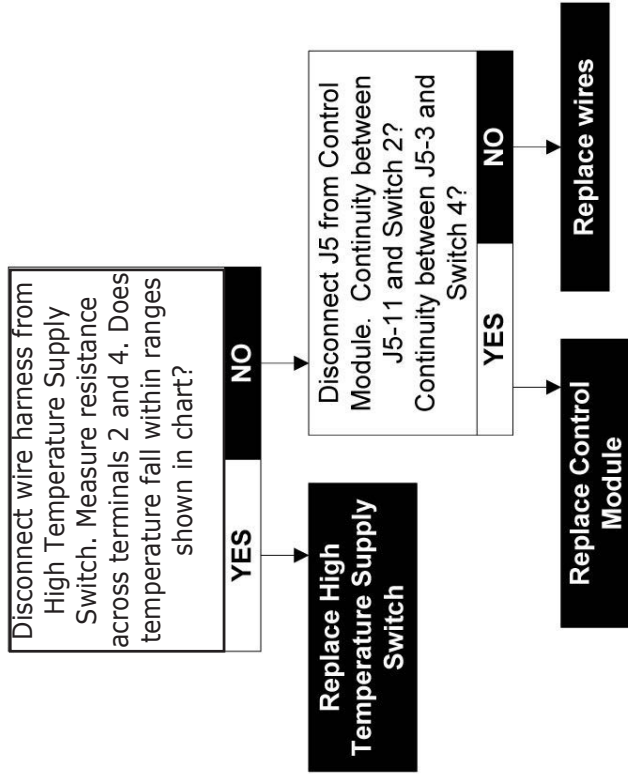 Disconnect wire harness from
High Temperature Supply
Switch. Measure resistance
across terminals 2 and 4. Does
temperature fall within ranges
shown in chart?
YES
NO
Replace High
Temperature Supply
Switch
Disconnect J5 from Control
Module. Continuity between
J5-11 and Switch 2?
Continuity between J5-3 and
Switch 4?
YES
NO
Replace Control
Module
Replace wires